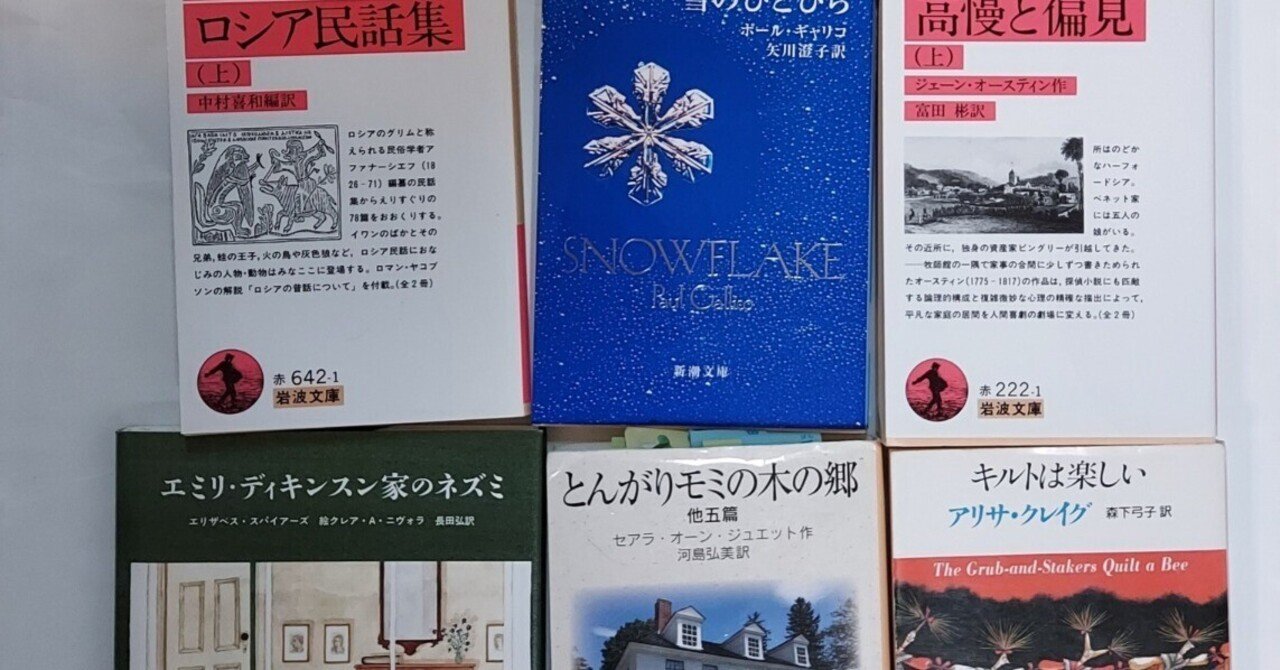 ロシア民話集
(上)
中村喜和編訳
ロシアのグリムと称
えられる民俗学者ア
ファナーシエフ(18
26-71)編纂の民話
集からえりすぐりの
78篇をおおくりする。
イワンのばかとその
兄弟,蛙の王子,火の鳥や灰色狼など,ロシア民話におな
じみの人物・動物はみなここに登場する。ロマン・ヤコブ
ソンの解説「ロシアの昔話について」を付載。(全2冊)
赤 642-1
岩波文庫
雪のひとひら
ポール・ギャリコ
矢川澄子訳
SNOWFLAKE
Paul Gallico
新潮文庫
高慢と偏見
(上)
ジェーン・オースティン作
富田 彬訳
所はのどか
なハーフォ
ードシア。
ベネット家
には五人の
娘がいる。
その近所に,独身の資産家ビングリーが引越してきた。
――牧師館の一隅で家事の合間に少しずつ書きためられ
たオースティン(1775-1817)の作品は,探偵小説にも匹敵
する論理的構成と複雑微妙な心理の精確な描出によって,
平凡な家庭の居間を人間喜劇の劇場に変える。(全2冊)
赤 222-1
岩波文庫
エミリ・ディキンスン家のネズミ
エリザベス・スパイアーズ 絵クレア・A・ニヴォラ 長田弘訳
とんがりモミの木の郷
他五篇
セアラ・オーン・ジュエット作
河島弘美訳
キルトは楽しい
アリサ・クレイグ 森下弓子訳
The Grub-and-Stakers Quilt a Bee